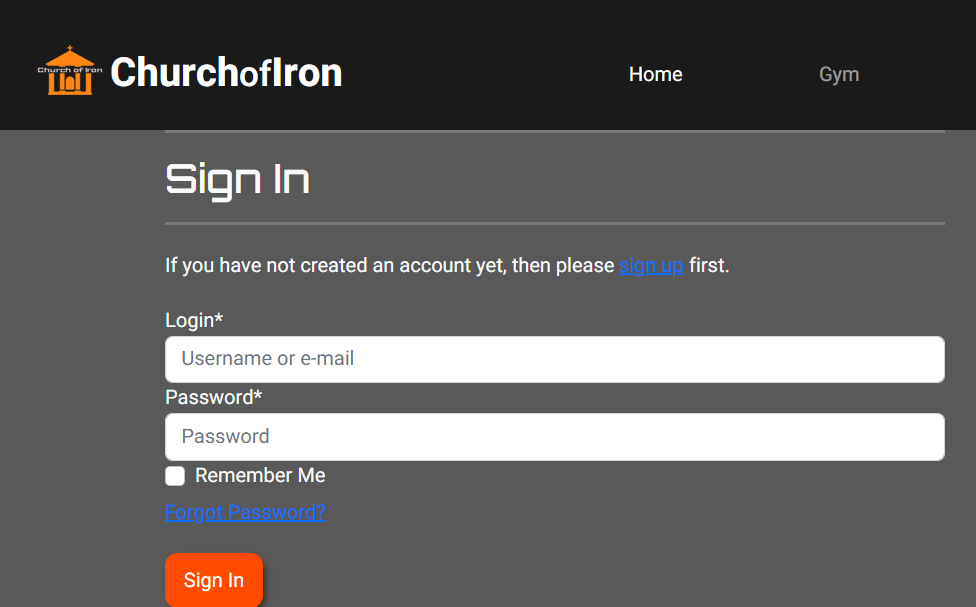 Church of Iron
ChurchofIron
Home
Gym
Sign In
If you have not created an account yet, then please sign up first.
Login*
Username or e-mail
Password*
Password
Remember Me
Forgot Password?
Sign In